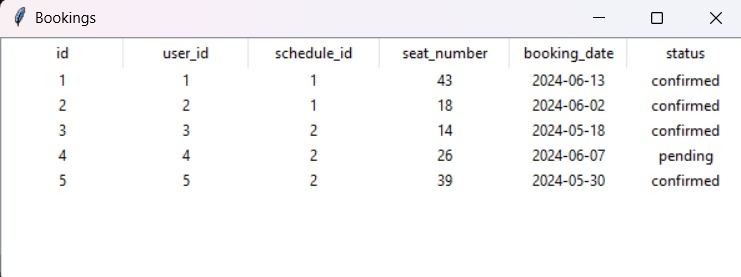 Bookings
id user_id schedule_id seat_number booking_date status
1 1 1 43 2024-06-13 confirmed
2 2 1 18 2024-06-02 confirmed
3 3 2 14 2024-05-18 confirmed
4 4 2 26 2024-06-07 pending
5 5 2 39 2024-05-30 confirmed